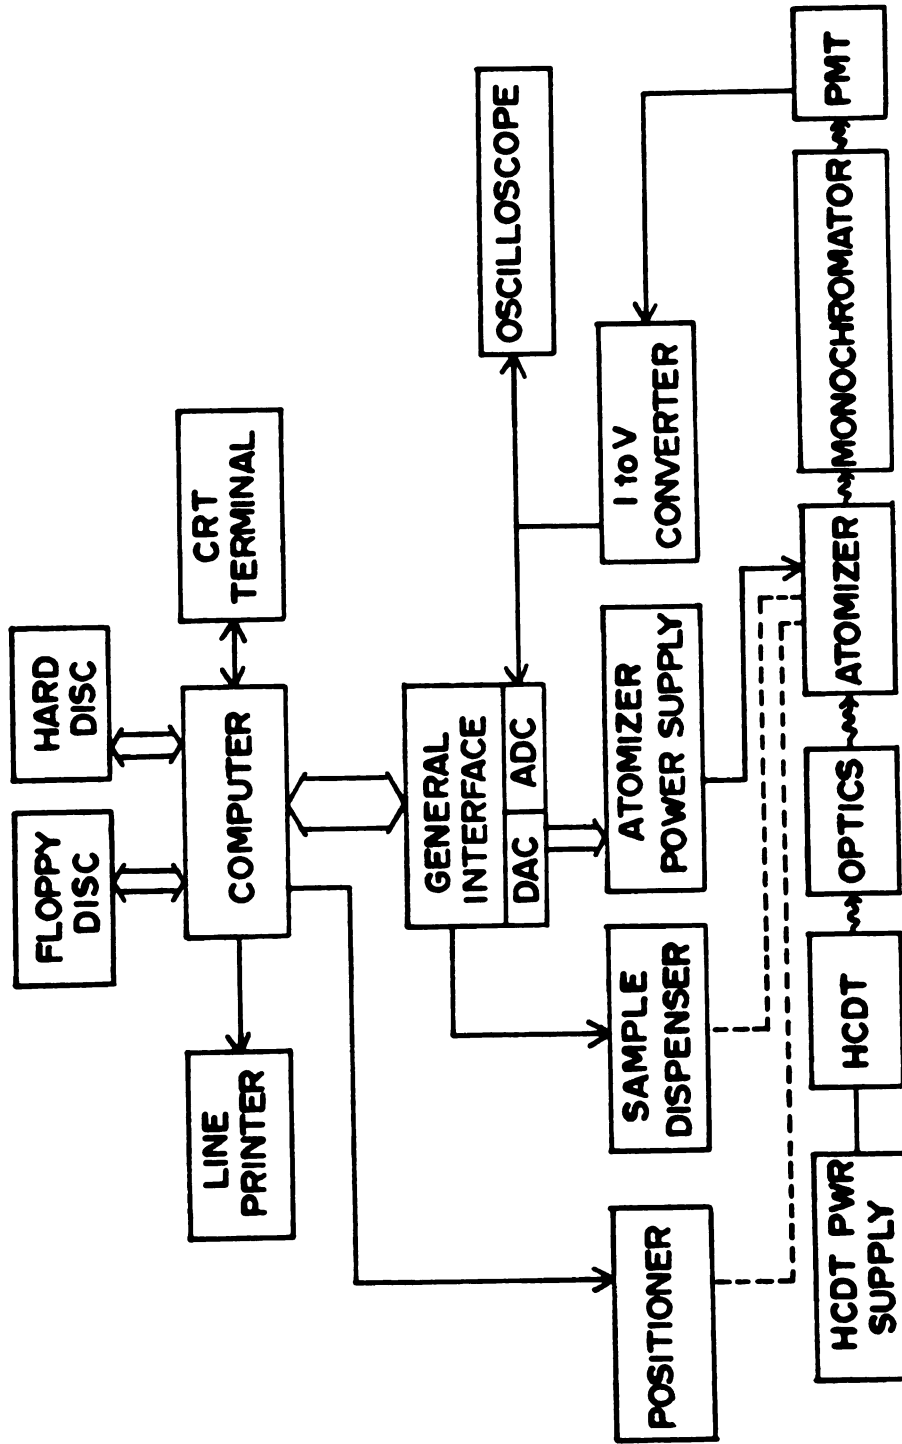 FLOPPY
DISC
HARD
DISC
LINE
PRINTER
COMPUTER
CRT
TERMINAL
GENERAL
INTERFACE
DAC
ADC
OSCILLOSCOPE
POSITIONER
SAMPLE
DISPENSER
ATOMIZER
POWER SUPPLY
I to V
CONVERTER
HCDT PWR
SUPPLY
HCDT
OPTICS
ATOMIZER
MONOCHROMATOR
PMT